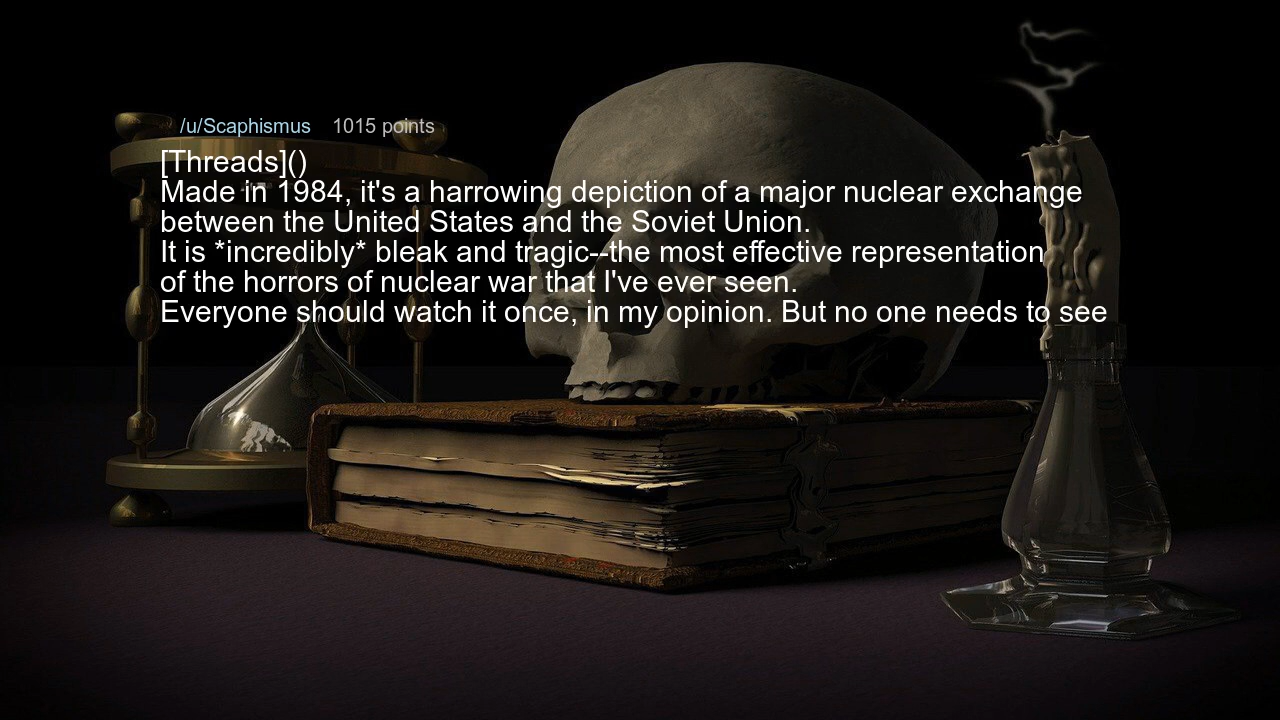 /u/Scaphismus 1015 points
[Threads]()
Made in 1984, it's a harrowing depiction of a major nuclear exchange
between the United States and the Soviet Union.
It is *incredibly* bleak and tragic--the most effective representation
of the horrors of nuclear war that I've ever seen.
Everyone should watch it once, in my opinion. But no one needs to see